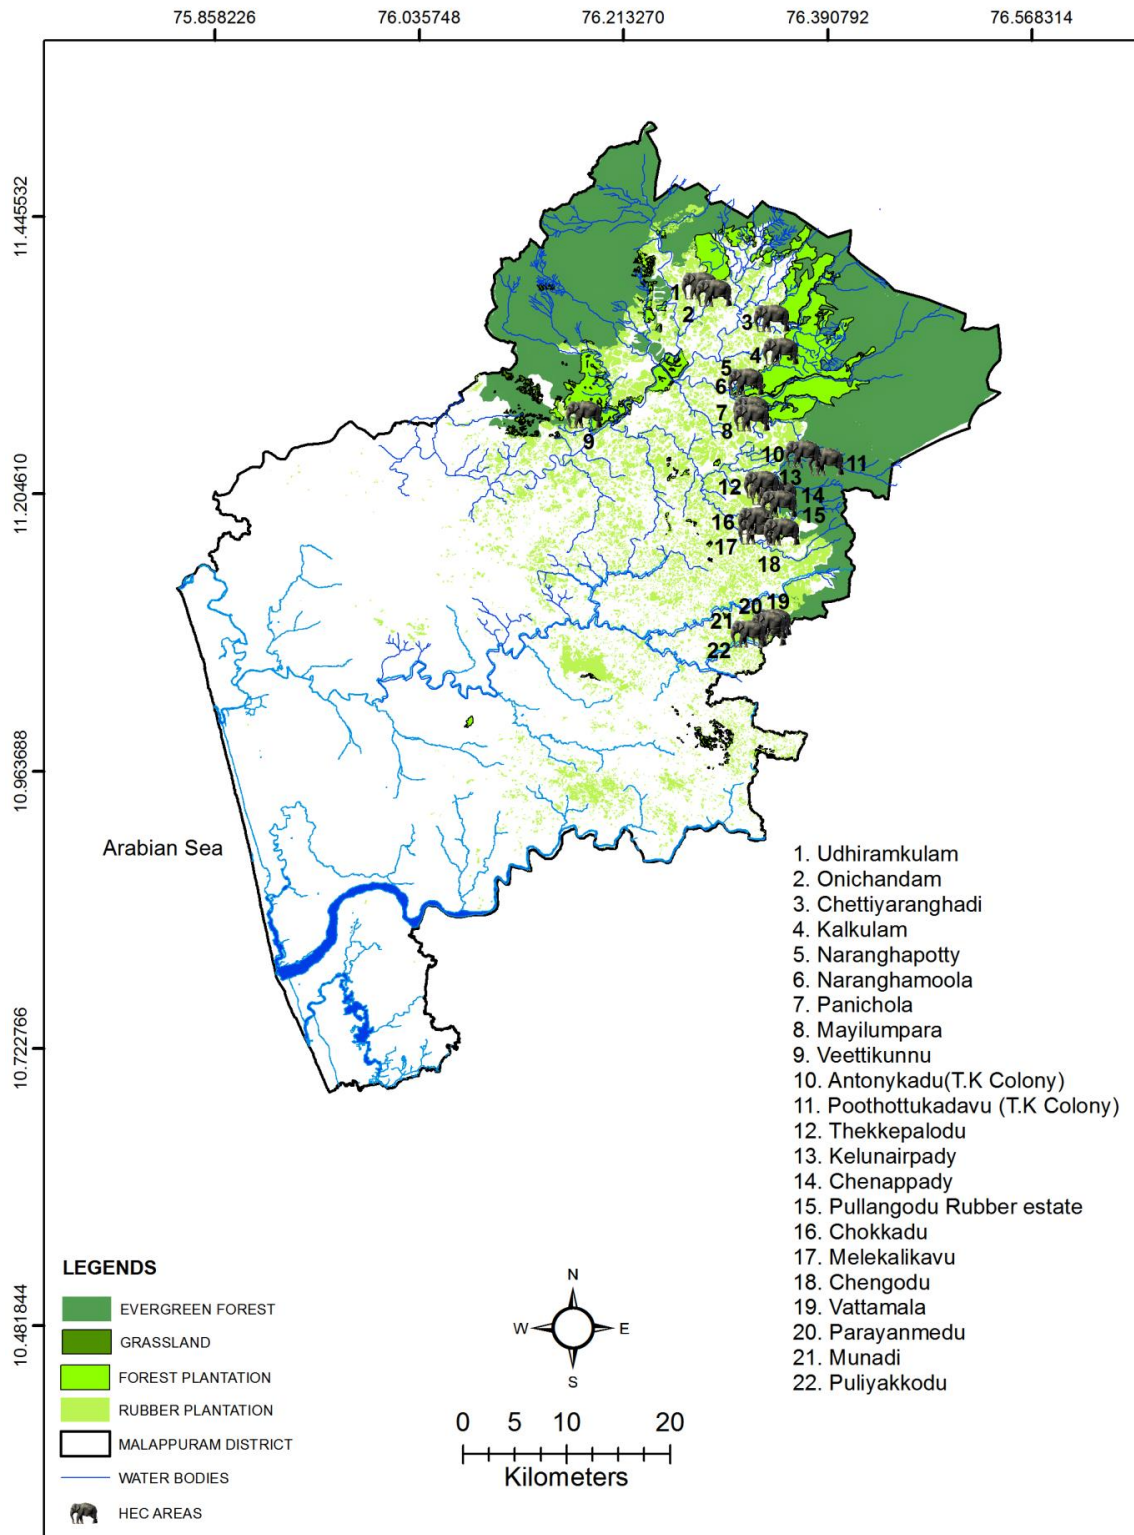 75.858226 76.035748 76.213270 76.390792 76.568314
11.445532
11.204610
10.963688
10.722766
10.481844
1
2
3
4
5
6
7
8
9
10
11
13
12
14
15
16
17
18
19
20
21
22
Arabian Sea
1. Udhiramkulam
2. Onichandam
3. Chettiyaranghadi
4. Kalkulam
5. Naranghapotty
6. Naranghamoola
7. Panichola
8. Mayilumpara
9. Veettikunnu
10. Antonykadu(T.K Colony)
11. Poothottukadavu (T.K Colony)
12. Thekkepalodu
13. Kelunairpady
14. Chenappady
15. Pullangodu Rubber estate
16. Chokkadu
17. Melekalikavu
18. Chengodu
19. Vattamala
20. Parayanmedu
21. Munadi
22. Puliyakkodu
LEGENDS
EVERGREEN FOREST
GRASSLAND
FOREST PLANTATION
RUBBER PLANTATION
MALAPPURAM DISTRICT
WATER BODIES
HEC AREAS
N
W E
S
0 5 10 20
Kilometers